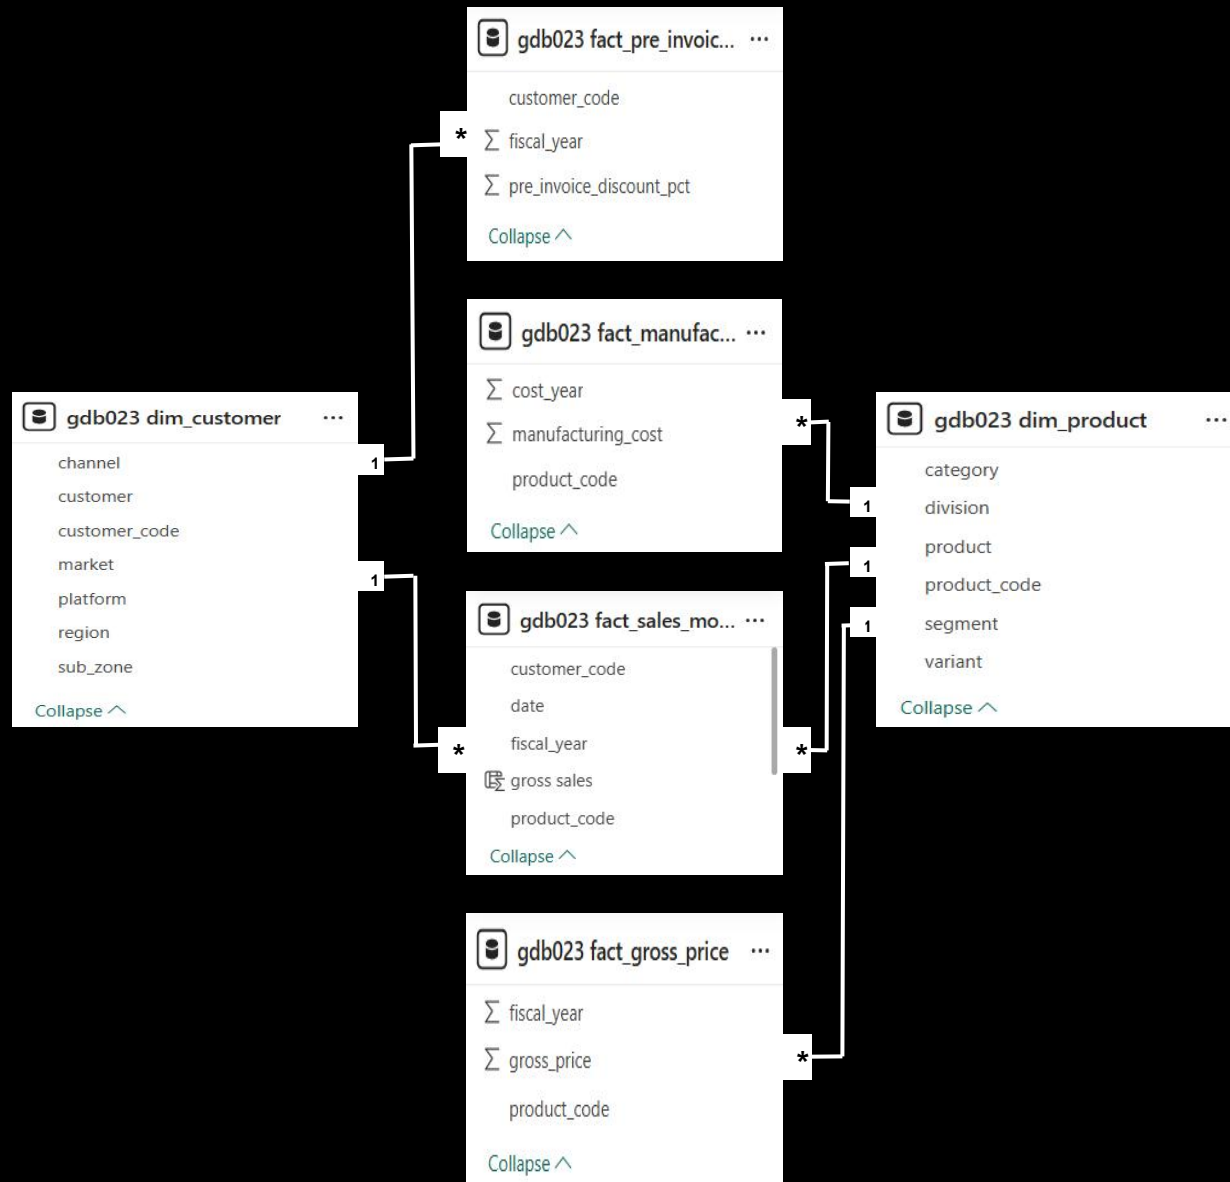 gdb023 fact_pre_invoic... ...
customer_code
Σ fiscal_year
Σ pre_invoice_discount_pct
Collapse
*
gdb023 fact_manufac... ...
Σ cost_year
Σ manufacturing_cost
product_code
Collapse
*
gdb023 dim_customer ...
channel
customer
customer_code
market
platform
region
sub_zone
Collapse
1
1
gdb023 dim_product ...
category
division
product
product_code
segment
variant
Collapse
1
1
1
gdb023 fact_sales_mo... ...
customer_code
date
fiscal_year
gross sales
product_code
Collapse
*
*
gdb023 fact_gross_price ...
Σ fiscal_year
Σ gross_price
product_code
Collapse
*